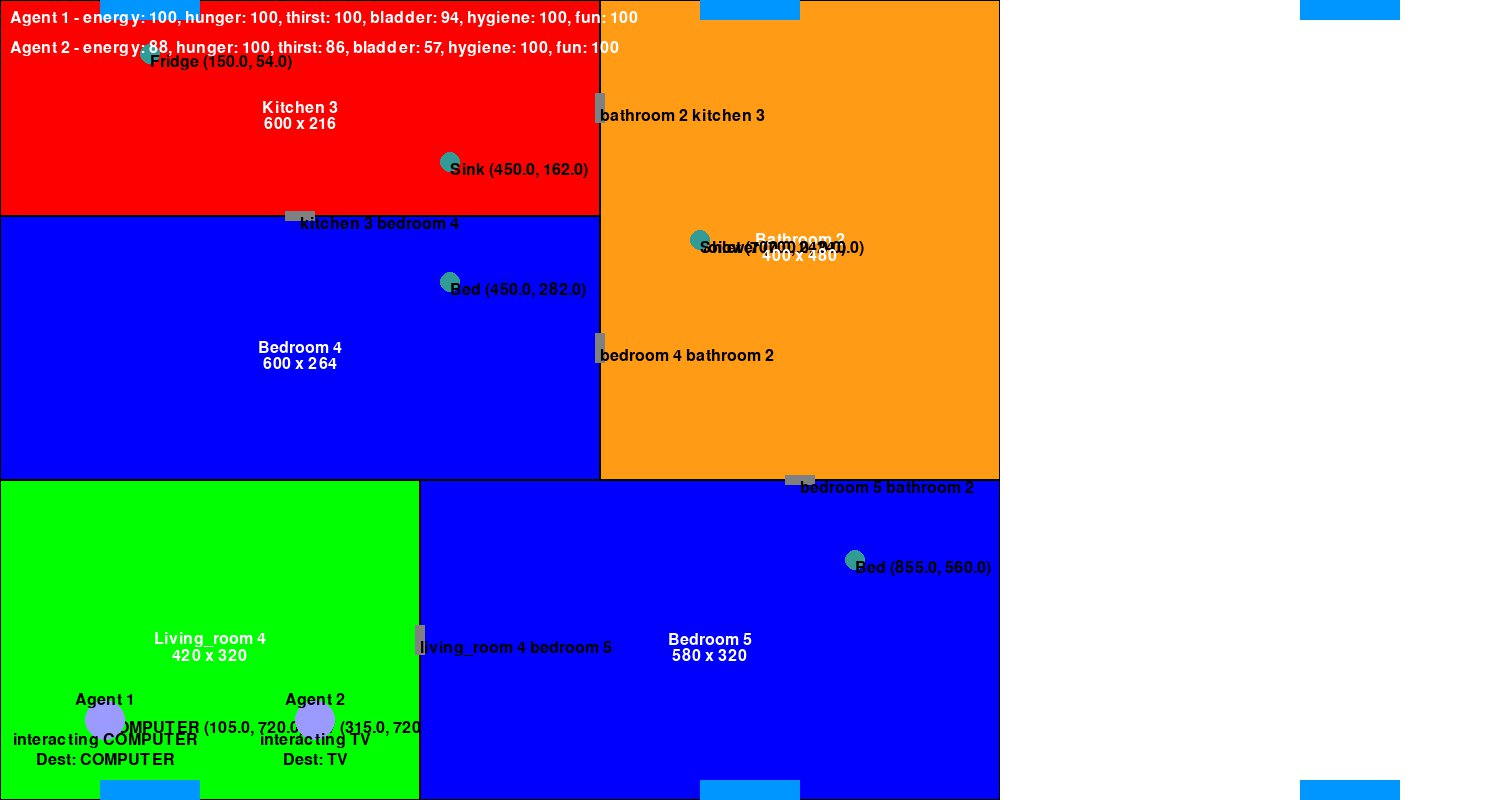 Agent 1 - energy: 100, hunger: 100, thirst: 100, bladder: 94, hygiene: 100, fun: 100
Agent 2 - energy: 88, hunger: 100, thirst: 86, bladder: 57, hygiene: 100, fun: 100
Fridge (150.0, 54.0)
Kitchen 3
600 x 216
bathroom 2 kitchen 3
Sink (450.0, 162.0)
kitchen 3 bedroom 4
Bathroom 2
400 x 480
Bed (450.0, 282.0)
Bedroom 4
600 x 264
bedroom 4 bathroom 2
bedroom 5 bathroom 2
Bed (855.0, 560.0)
Living_room 4
420 x 320
living_room 4 bedroom 5
Bedroom 5
580 x 320
Agent 1
Agent 2
OMPUTER (105.0, 720.0
(315.0, 720
interacting COMPUTER
interacting TV
Dest: COMPUTER
Dest: TV